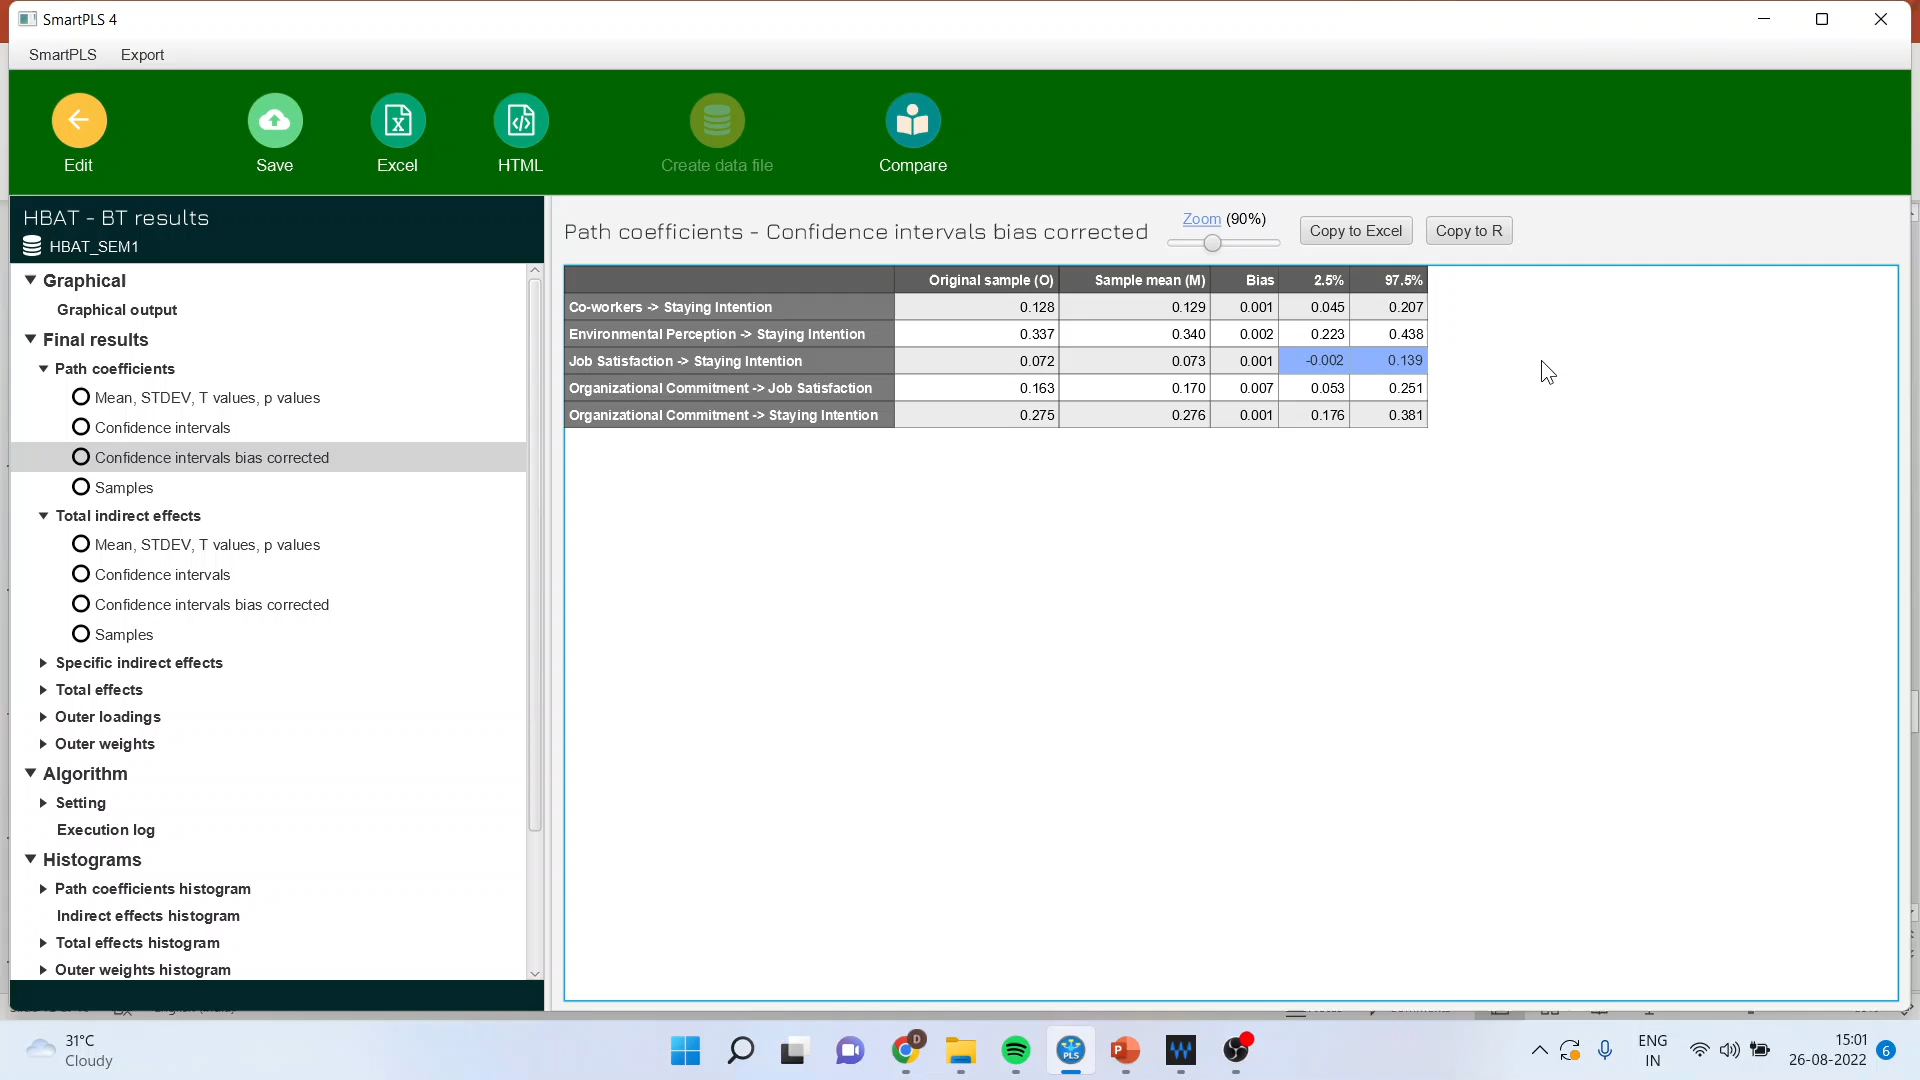 SmartPLS 4
SmartPLS Export
Edit Save Excel HTML Create data file Compare
HBAT - BT results
HBAT_SEM1
Graphical
Graphical output
Final results
Path coefficients
Mean, STDEV, T values, p values
Confidence intervals
Confidence intervals bias corrected
Samples
Total indirect effects
Mean, STDEV, T values, p values
Confidence intervals
Confidence intervals bias corrected
Samples
Specific indirect effects
Total effects
Outer loadings
Outer weights
Algorithm
Setting
Execution log
Histograms
Path coefficients histogram
Indirect effects histogram
Total effects histogram
Outer weights histogram
Path coefficients - Confidence intervals bias corrected Zoom (90%) Copy to Excel Copy to R
Original sample (O) Sample mean (M) Bias 2.5% 97.5%
Co-workers -> Staying Intention 0.128 0.129 0.001 0.045 0.207
Environmental Perception -> Staying Intention 0.337 0.340 0.002 0.223 0.438
Job Satisfaction -> Staying Intention 0.072 0.073 0.001 -0.002 0.139
Organizational Commitment -> Job Satisfaction 0.163 0.170 0.007 0.053 0.251
Organizational Commitment -> Staying Intention 0.275 0.276 0.001 0.176 0.381
31°C
Cloudy
D
PLS
P
ENG
IN
15:01
26-08-2022
6